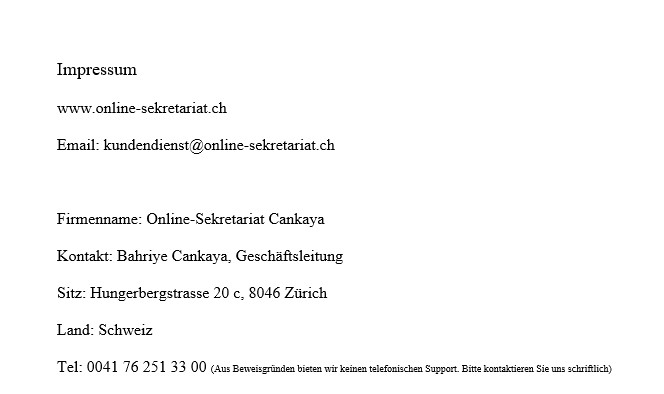 Impressum
www.online-sekretariat.ch
Email: kundendienst@online-sekretariat.ch
Firmenname: Online-Sekretariat Cankaya
Kontakt: Bahriye Cankaya, Geschäftsleitung
Sitz: Hungerbergstrasse 20 c, 8046 Zürich
Land: Schweiz
Tel: 0041 76 251 33 00 (Aus Beweisgründen bieten wir keinen telefonischen Support. Bitte kontaktieren Sie uns schriftlich)